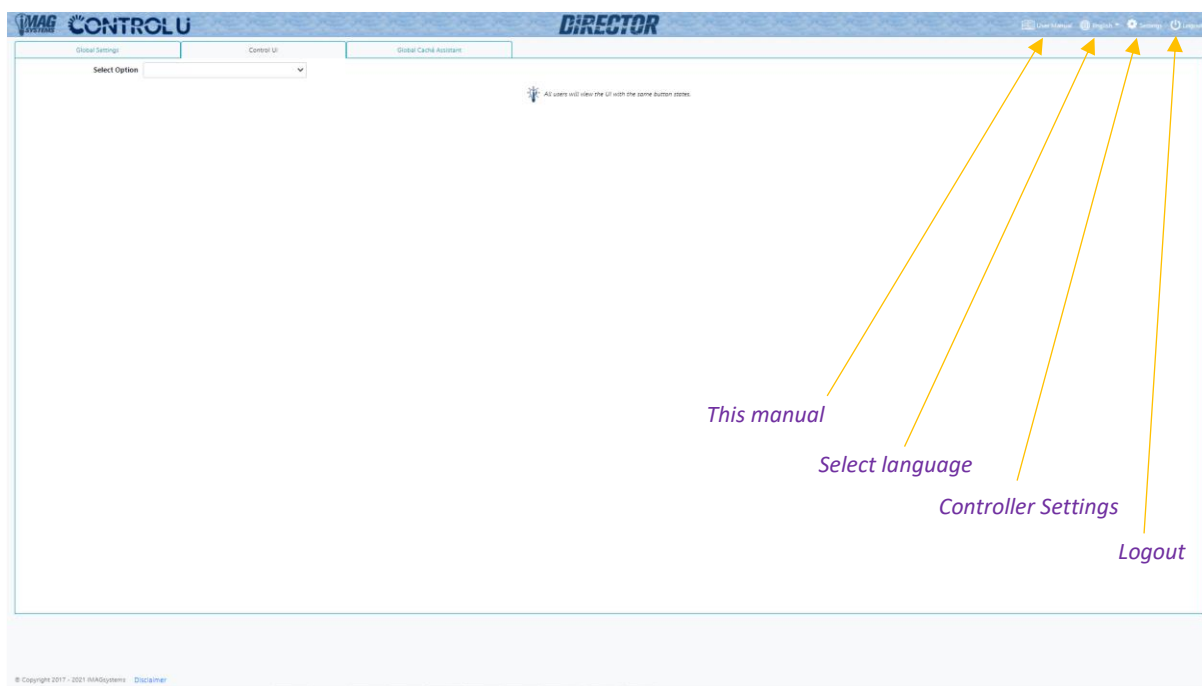 IMAG SYSTEMS CONTROL U DIRECTOR User Manual English Settings Logout
Global Settings Control UI Global Caché Assistant
Select Option
All users will view the UI with the same button states.
This manual
Select language
Controller Settings
Logout
© Copyright 2017 - 2021 IMAGsystems Disclaimer